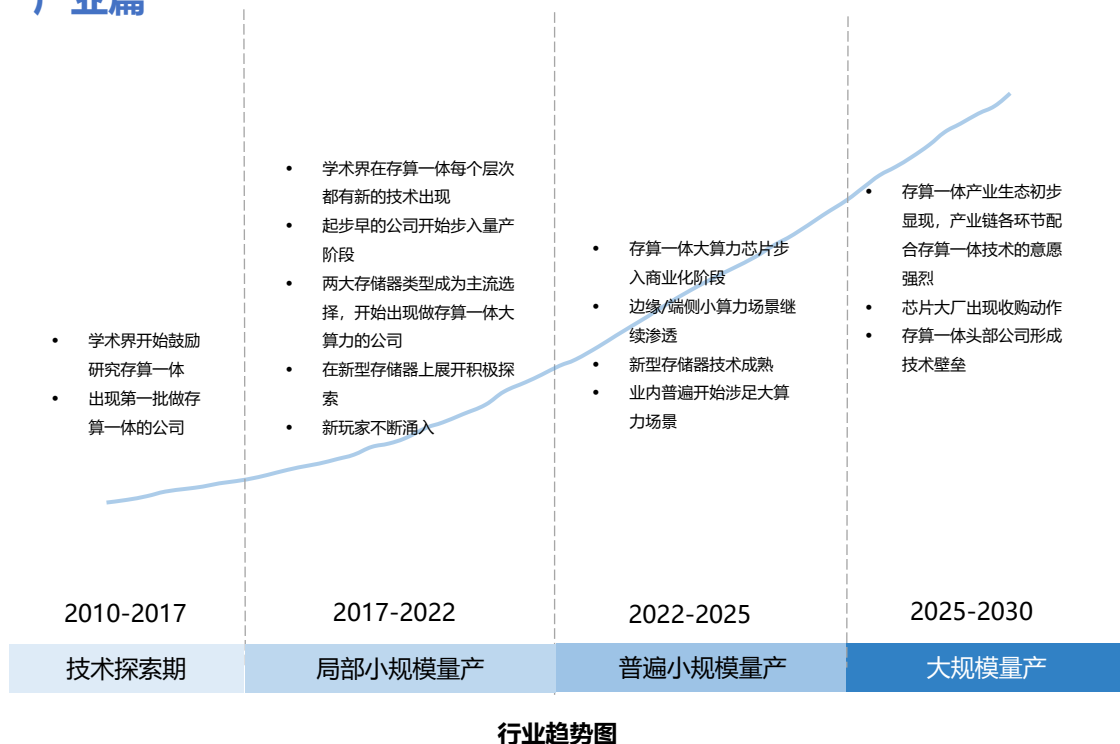 产业篇
• 学术界开始鼓励
研究存算一体
• 出现第一批做存
算一体的公司
• 学术界在存算一体每个层次
都有新的技术出现
• 起步早的公司开始步入量产
阶段
• 两大存储器类型成为主流选
择，开始出现做存算一体大
算力的公司
• 在新型存储器上展开积极探
索
• 新玩家不断涌入
• 存算一体大算力芯片步
入商业化阶段
• 边缘/端侧小算力场景继
续渗透
• 新型存储器技术成熟
• 业内普遍开始涉足大算
力场景
• 存算一体产业生态初步
显现，产业链各环节配
合存算一体技术的意愿
强烈
• 芯片大厂出现收购动作
• 存算一体头部公司形成
技术壁垒
2010-2017
2017-2022
2022-2025
2025-2030
技术探索期
局部小规模量产
普遍小规模量产
大规模量产
行业趋势图